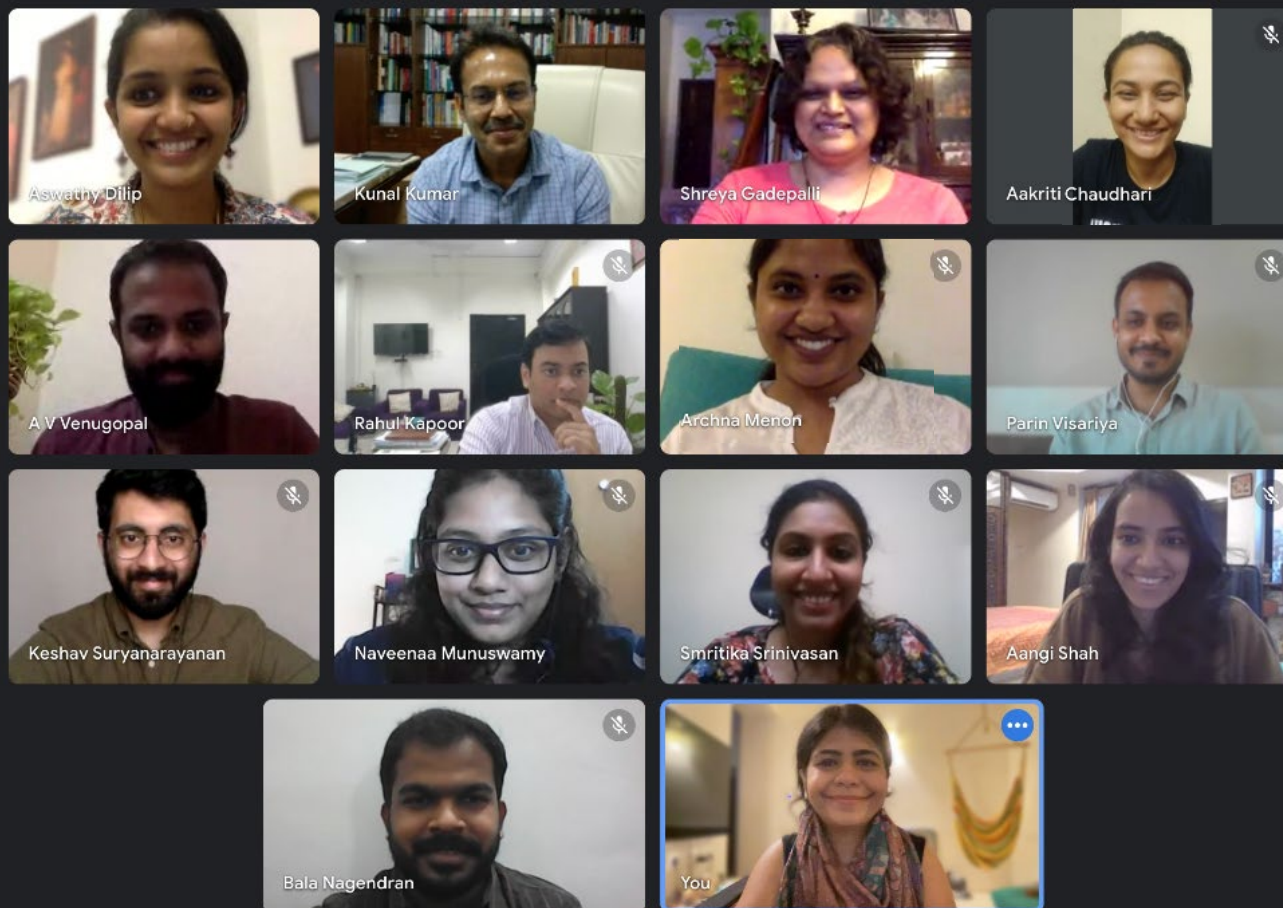 Aswathy Dilip
Kunal Kumar
Shreya Gadepalli
Aakriti Chaudhari
A V Venugopal
Rahul Kapoor
Archna Menon
Parin Visariya
Keshav Suryanarayanan
Naveenaa Munuswamy
Smritika Srinivasan
Aangi Shah
Bala Nagendran
You